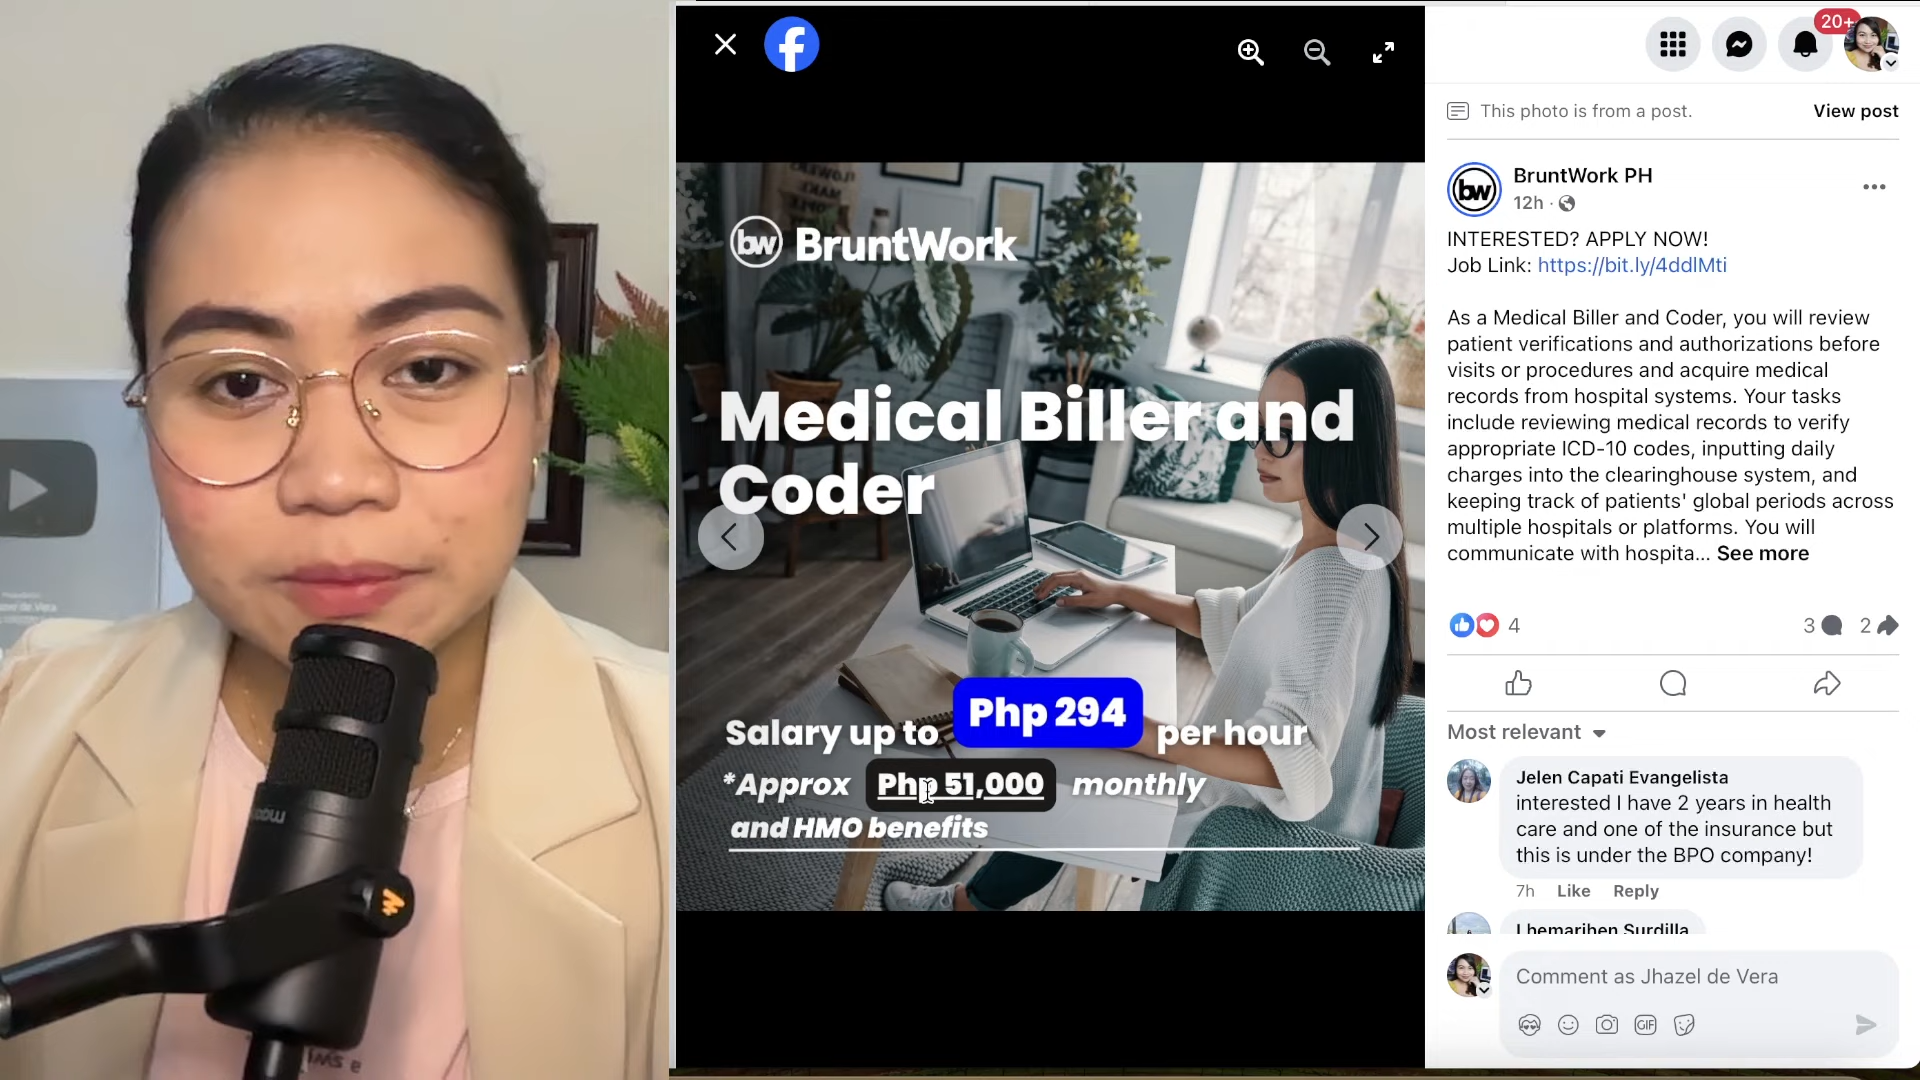 20+
This photo is from a post.
View post
bw
BruntWork PH
12h ·
INTERESTED? APPLY NOW!
Job Link: https://bit.ly/4ddlMti
As a Medical Biller and Coder, you will review
patient verifications and authorizations before
visits or procedures and acquire medical
records from hospital systems. Your tasks
include reviewing medical records to verify
appropriate ICD-10 codes, inputting daily
charges into the clearinghouse system, and
keeping track of patients' global periods across
multiple hospitals or platforms. You will
communicate with hospita... See more
4
3
2
Most relevant
Jelen Capati Evangelista
interested I have 2 years in health
care and one of the insurance but
this is under the BPO company!
7h Like Reply
Lhemarihen Surdilla
Comment as Jhazel de Vera
GIF
bw BruntWork
Medical Biller and
Coder
Salary up to Php 294 per hour
*Approx Php 51,000 monthly
and HMO benefits